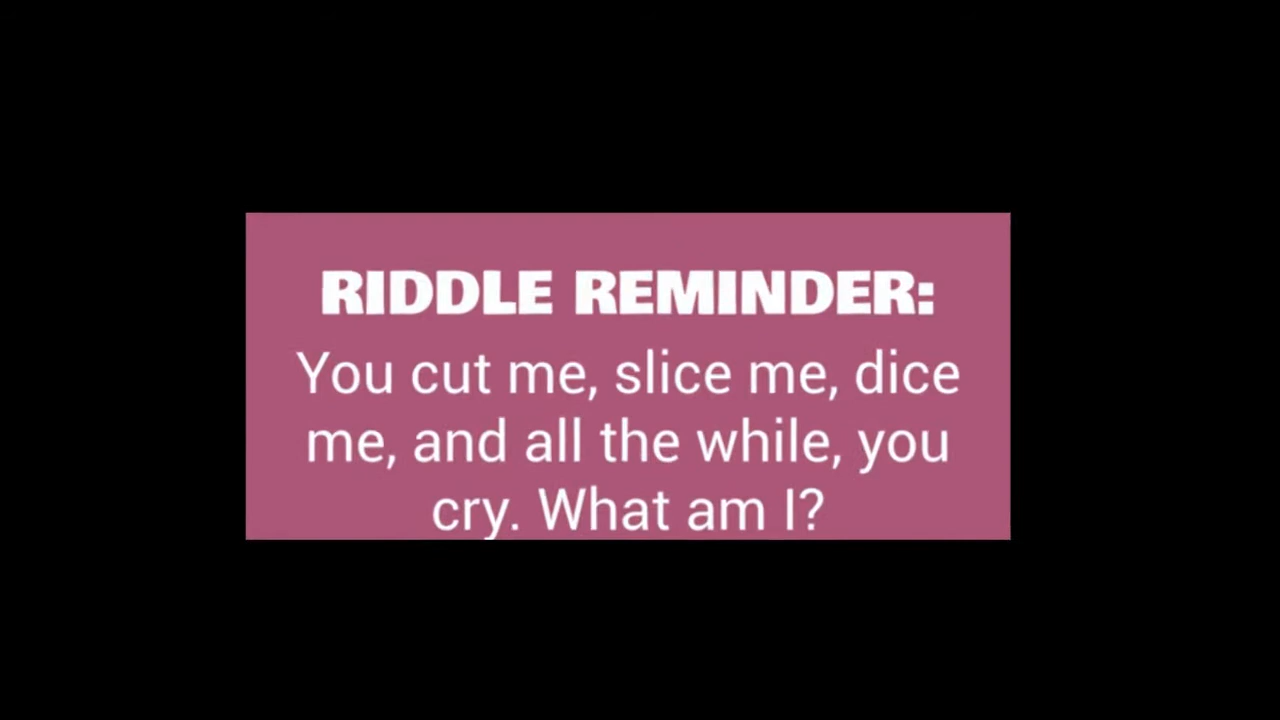 RIDDLE REMINDER:
You cut me, slice me, dice
me, and all the while, you
cry. What am I?